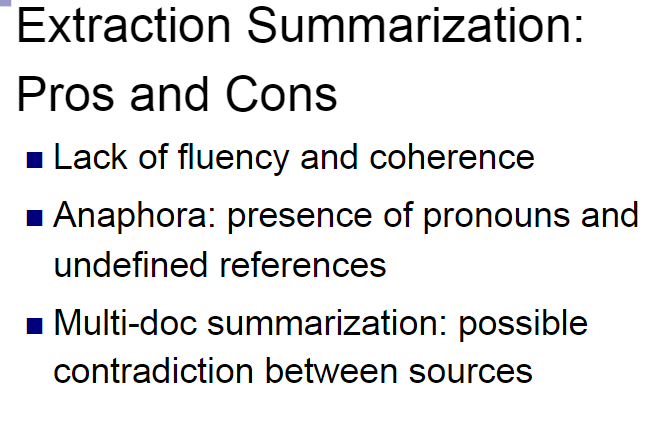 Extraction Summarization:
Pros and Cons
Lack of fluency and coherence
Anaphora: presence of pronouns and
undefined references
Multi-doc summarization: possible
contradiction between sources